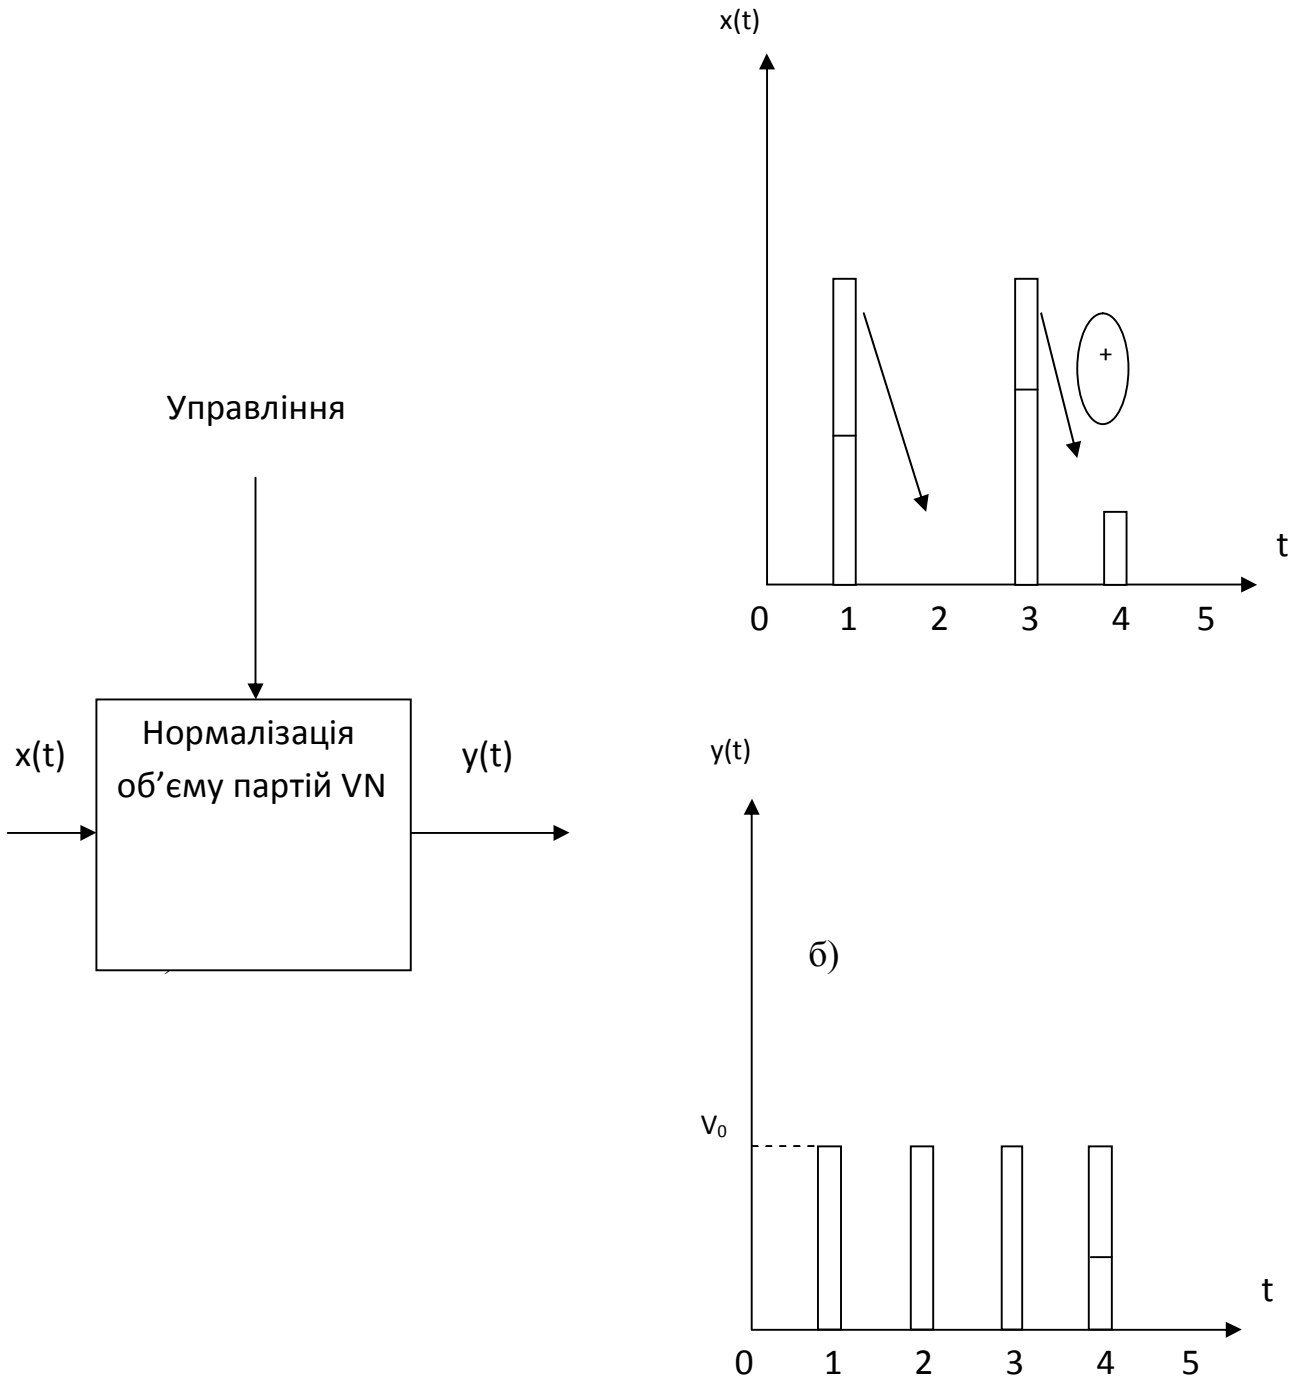 x(t)
+
t
0 1 2 3 4 5
Управління
Нормалізація
об’єму партій VN
x(t)
y(t)
y(t)
б)
V₀
t
0 1 2 3 4 5